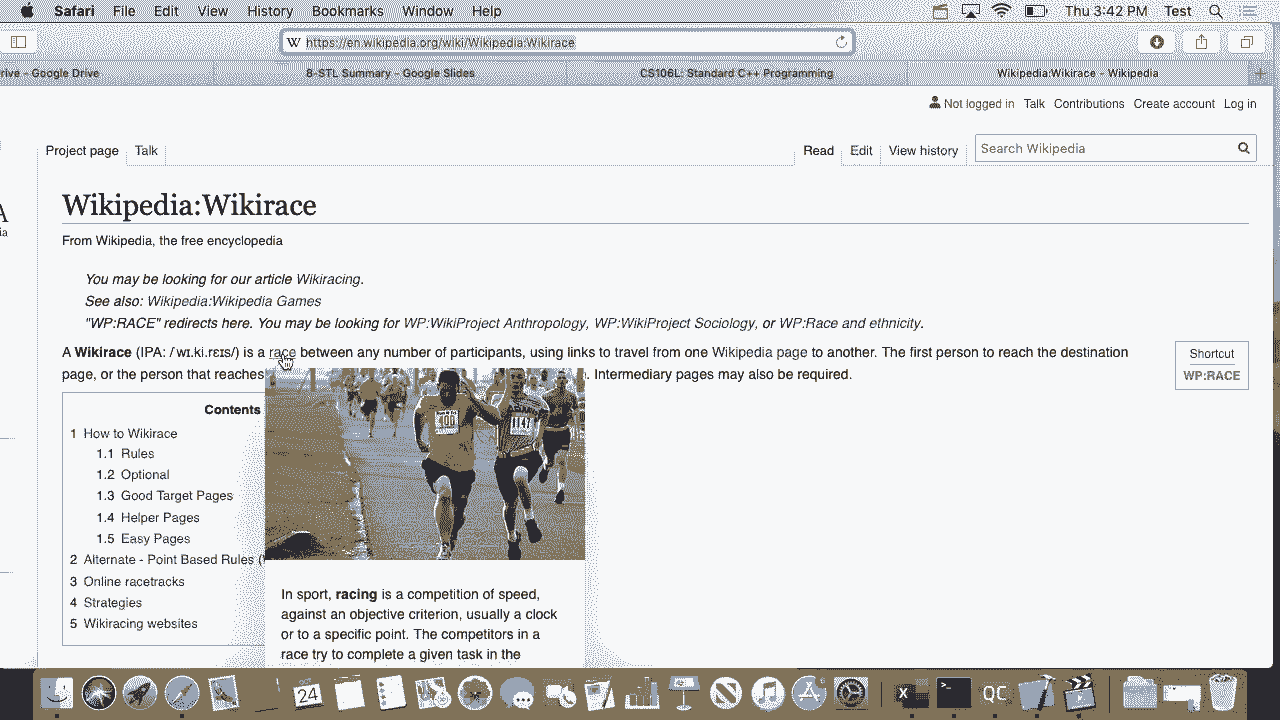 Safari File Edit View History Bookmarks Window Help Thu 3:42 PM Test
W https://en.wikipedia.org/wiki/Wikipedia:Wikirace
rive - Google Drive 8-STL Summary - Google Slides CS106L: Standard C++ Programming Wikipedia:Wikirace - Wikipedia
Not logged in Talk Contributions Create account Log in
Project page Talk Read Edit View history Search Wikipedia
A
ia
Wikipedia:Wikirace
From Wikipedia, the free encyclopedia
You may be looking for our article Wikiracing.
See also: Wikipedia:Wikipedia Games
"WP:RACE" redirects here. You may be looking for WP:WikiProject Anthropology, WP:WikiProject Sociology, or WP:Race and ethnicity.
A Wikirace (IPA: /ˈwɪ.ki.reɪs/) is a race between any number of participants, using links to travel from one Wikipedia page to another. The first person to reach the destination
page, or the person that reaches . Intermediary pages may also be required.
Shortcut
WP:RACE
Contents
1 How to Wikirace
1.1 Rules
1.2 Optional
1.3 Good Target Pages
1.4 Helper Pages
1.5 Easy Pages
2 Alternate - Point Based Rules (
3 Online racetracks
4 Strategies
5 Wikiracing websites
In sport, racing is a competition of speed,
against an objective criterion, usually a clock
or to a specific point. The competitors in a
race try to complete a given task in the
24
X QC